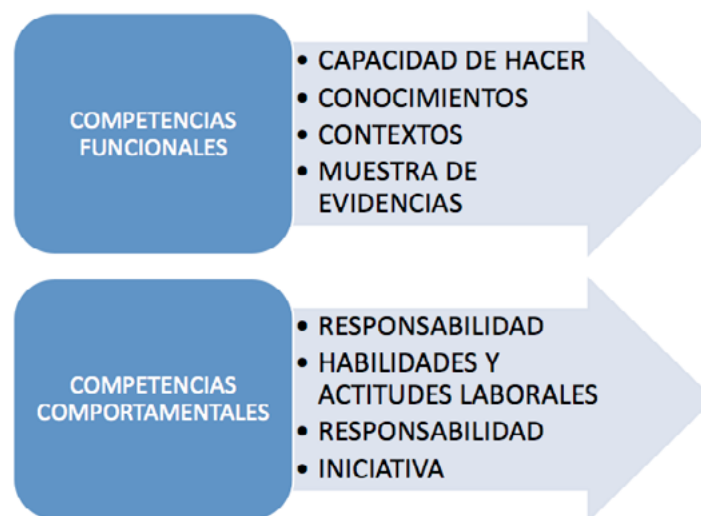 COMPETENCIAS
FUNCIONALES
• CAPACIDAD DE HACER
• CONOCIMIENTOS
• CONTEXTOS
• MUESTRA DE
EVIDENCIAS
COMPETENCIAS
COMPORTAMENTALES
• RESPONSABILIDAD
• HABILIDADES Y
ACTITUDES LABORALES
• RESPONSABILIDAD
• INICIATIVA